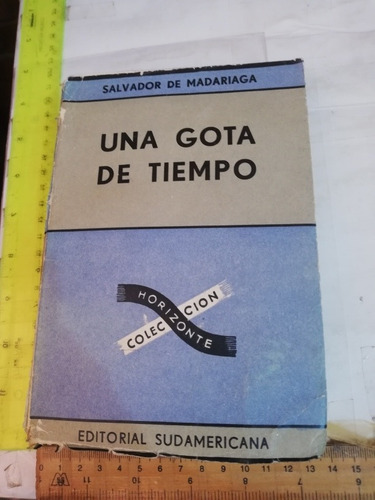 SALVADOR DE MADARIAGA
UNA GOTA
DE TIEMPO
COLECCION
HORIZONTE
EDITORIAL SUDAMERICANA